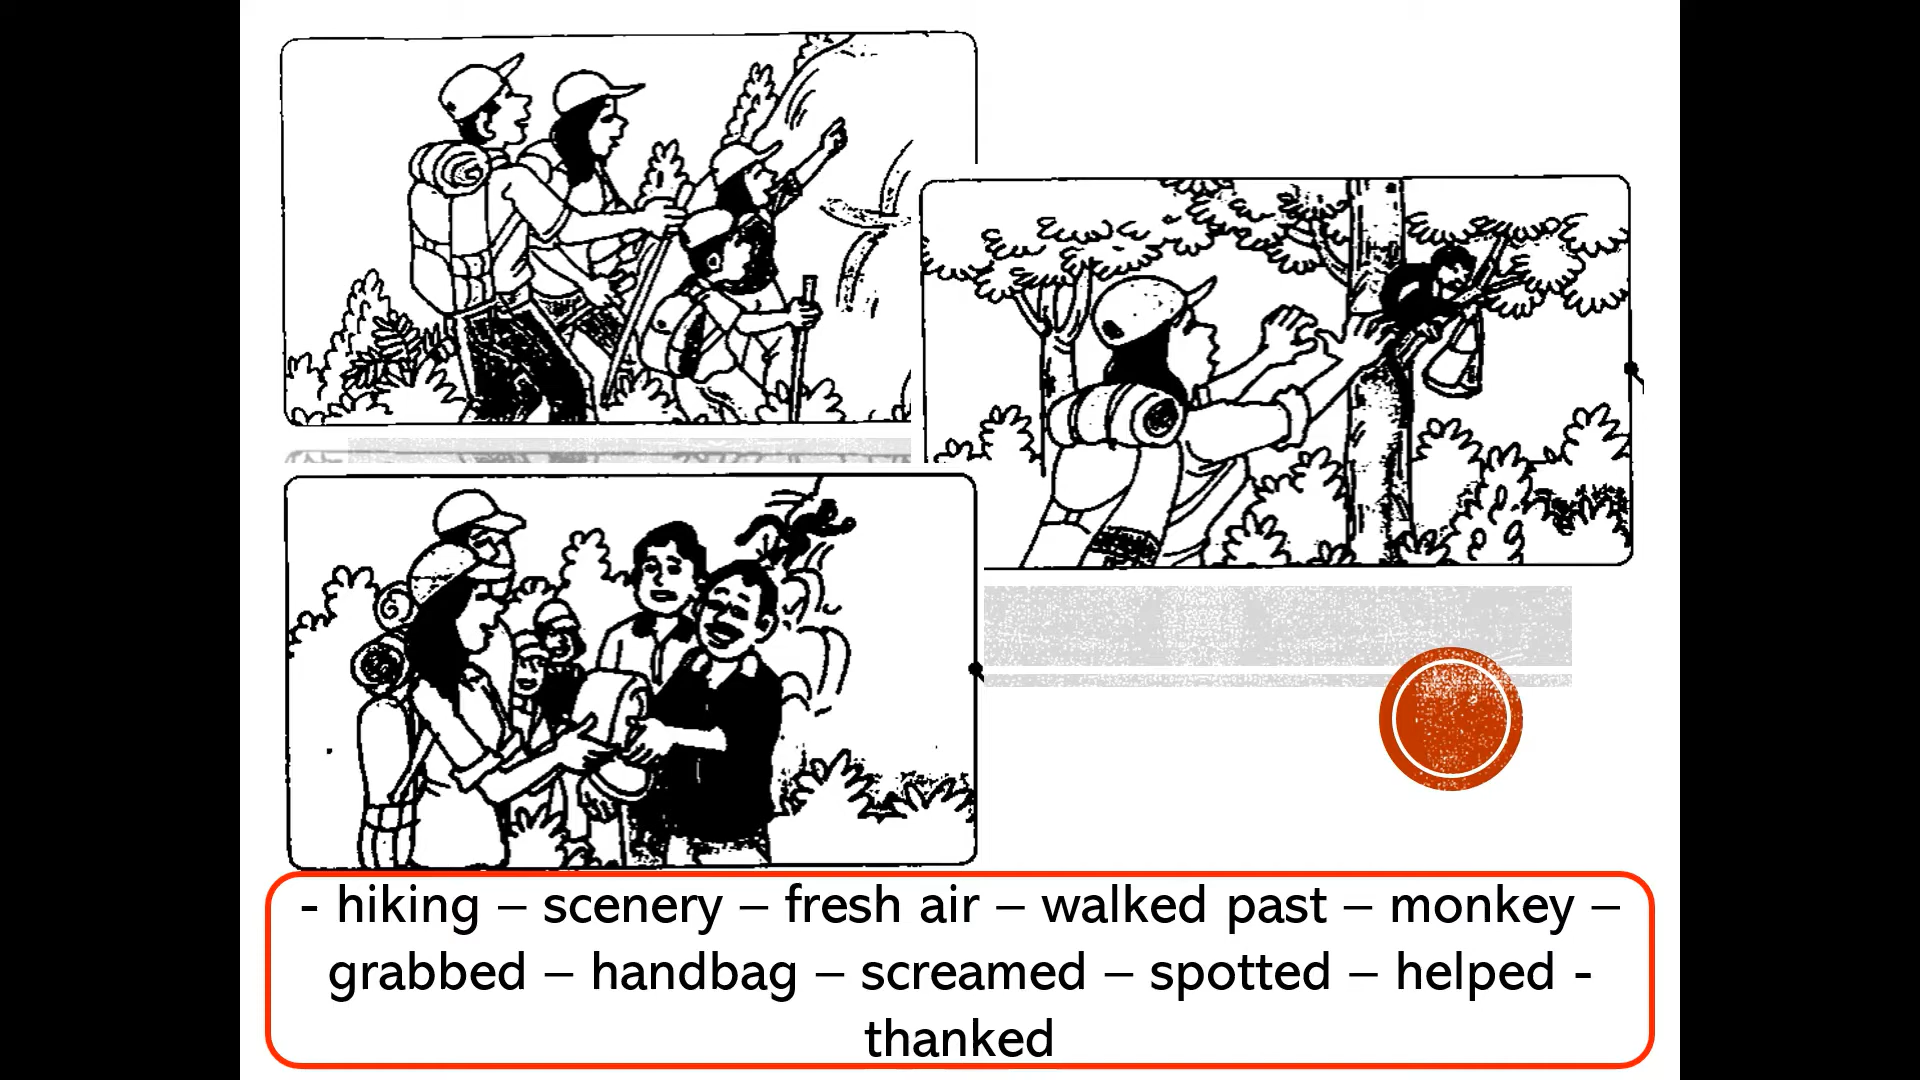 - hiking – scenery – fresh air – walked past – monkey –
grabbed – handbag – screamed – spotted – helped -
thanked